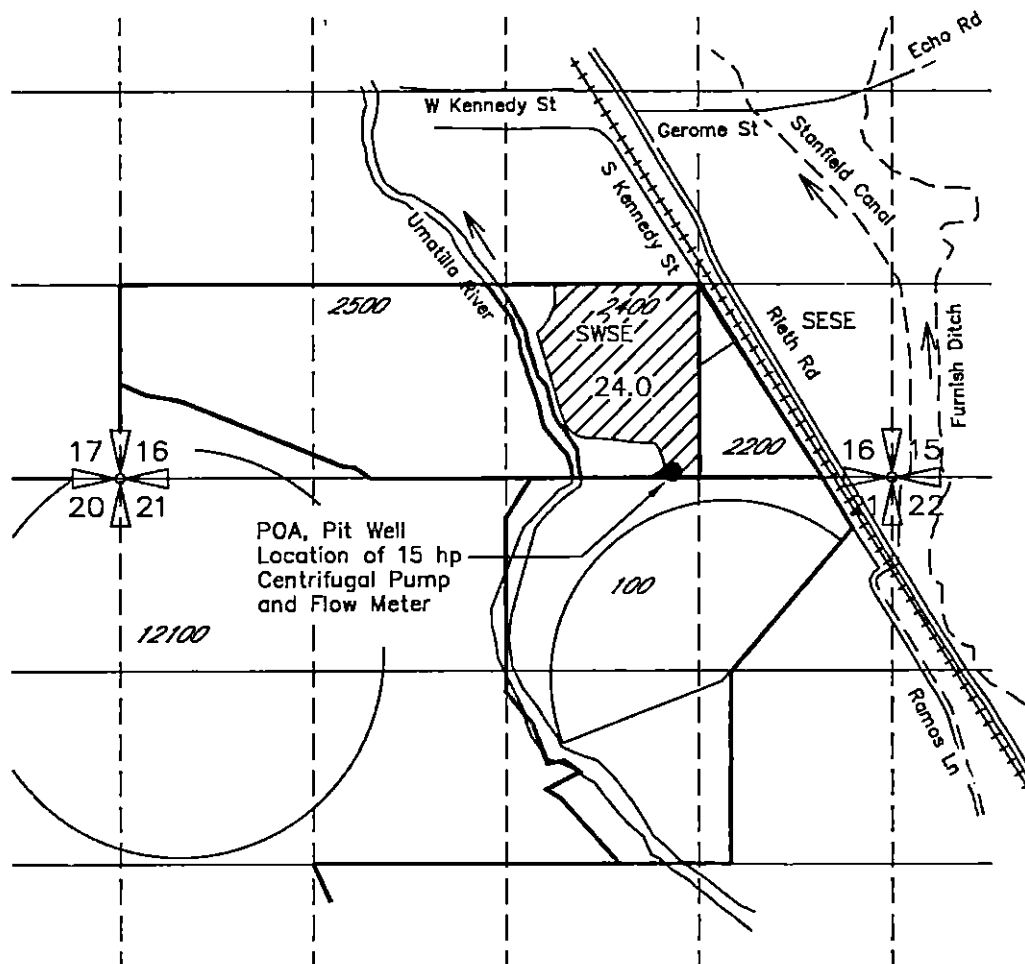 Echo Rd
W Kennedy St
Gerome St
Stanfield Canal
S Kennedy St
Umatilla River
2500
2400
SWSE
24.0
Rieth Rd
SESE
Furnish Ditch
2200
17 16
20 21
16 15
1 22
POA, Pit Well
Location of 15 hp
Centrifugal Pump
and Flow Meter
100
12100
Ramos Ln